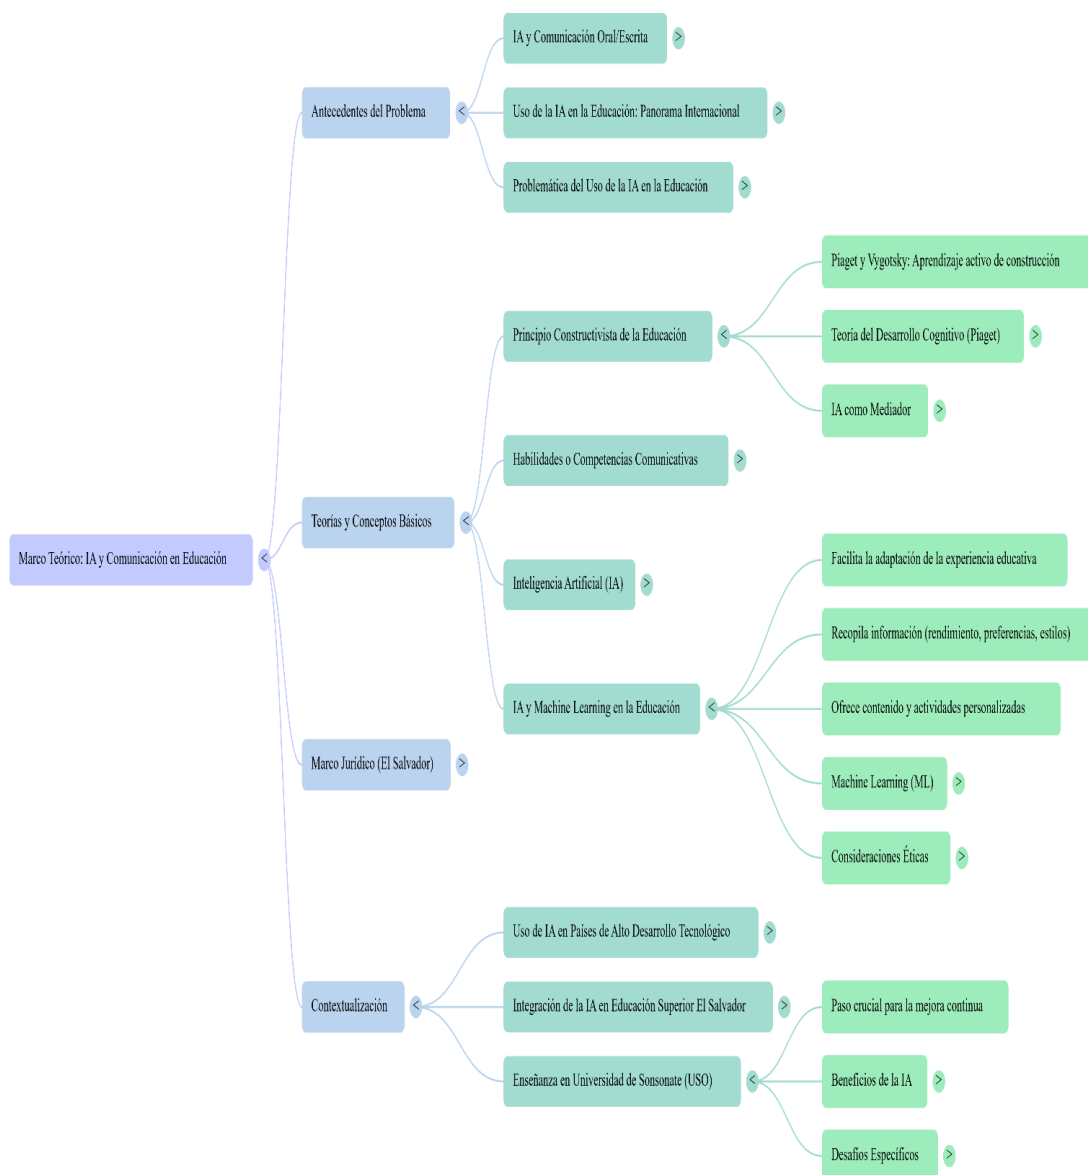 IA y Comunicación Oral/Escrita
>
Antecedentes del Problema
<
Uso de la IA en la Educación: Panorama Internacional
>
Problemática del Uso de la IA en la Educación
>
Piaget y Vygotsky: Aprendizaje activo de construcción
Principio Constructivista de la Educación
<
Teoría del Desarrollo Cognitivo (Piaget)
>
IA como Mediador
>
Habilidades o Competencias Comunicativas
>
Teorías y Conceptos Básicos
<
Marco Teórico: IA y Comunicación en Educación
<
Facilita la adaptación de la experiencia educativa
Inteligencia Artificial (IA)
>
Recopila información (rendimiento, preferencias, estilos)
IA y Machine Learning en la Educación
<
Ofrece contenido y actividades personalizadas
Marco Jurídico (El Salvador)
>
Machine Learning (ML)
>
Consideraciones Éticas
>
Uso de IA en Países de Alto Desarrollo Tecnológico
>
Contextualización
<
Integración de la IA en Educación Superior El Salvador
>
Paso crucial para la mejora continua
Enseñanza en Universidad de Sonsonate (USO)
<
Beneficios de la IA
>
Desafíos Específicos
>